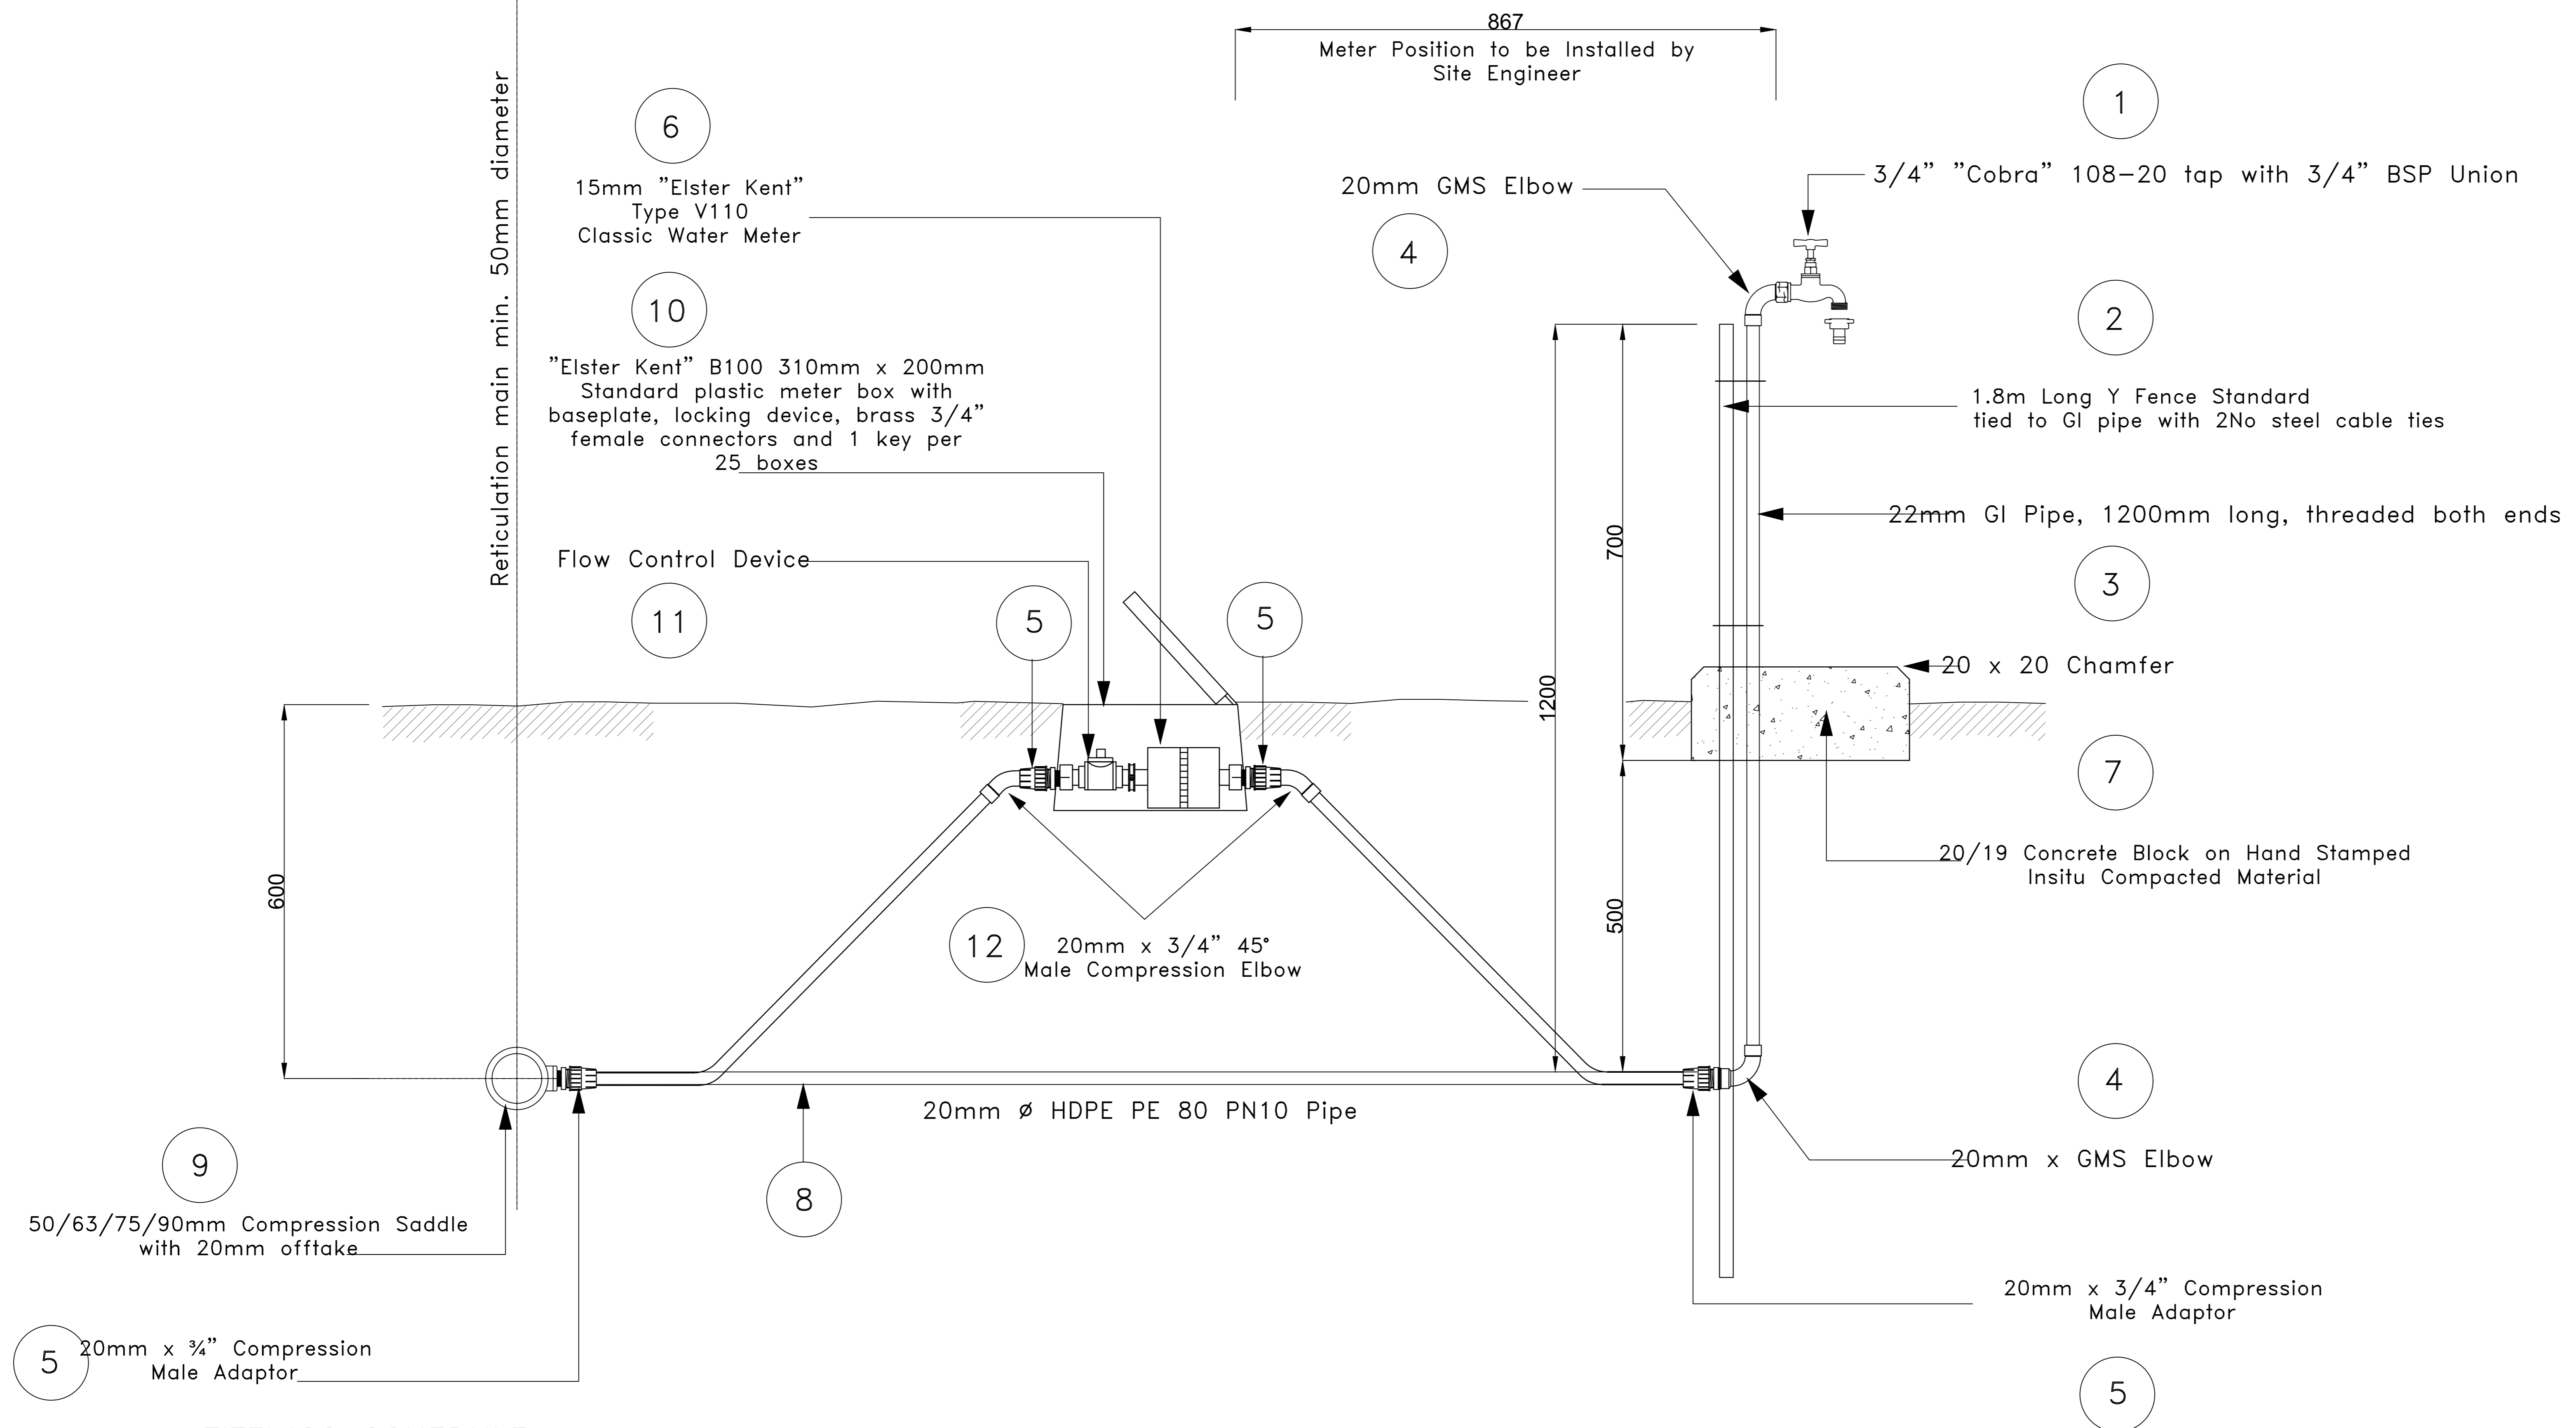 867
Meter Position to be Installed by
Site Engineer
Reticulation main min. 50mm diameter
6
15mm ”Elster Kent”
Type V110
Classic Water Meter
10
”Elster Kent” B100 310mm x 200mm
Standard plastic meter box with
baseplate, locking device, brass 3/4”
female connectors and 1 key per
25 boxes
Flow Control Device
11
5
5
20mm GMS Elbow
4
1
3/4” ”Cobra” 108-20 tap with 3/4” BSP Union
2
1.8m Long Y Fence Standard
tied to GI pipe with 2No steel cable ties
22mm GI Pipe, 1200mm long, threaded both ends
3
20 x 20 Chamfer
700
1200
500
600
7
20/19 Concrete Block on Hand Stamped
Insitu Compacted Material
12
20mm x 3/4” 45°
Male Compression Elbow
20mm ø HDPE PE 80 PN10 Pipe
8
4
20mm x GMS Elbow
9
50/63/75/90mm Compression Saddle
with 20mm offtake
5
20mm x ¾” Compression
Male Adaptor
20mm x 3/4” Compression
Male Adaptor
5